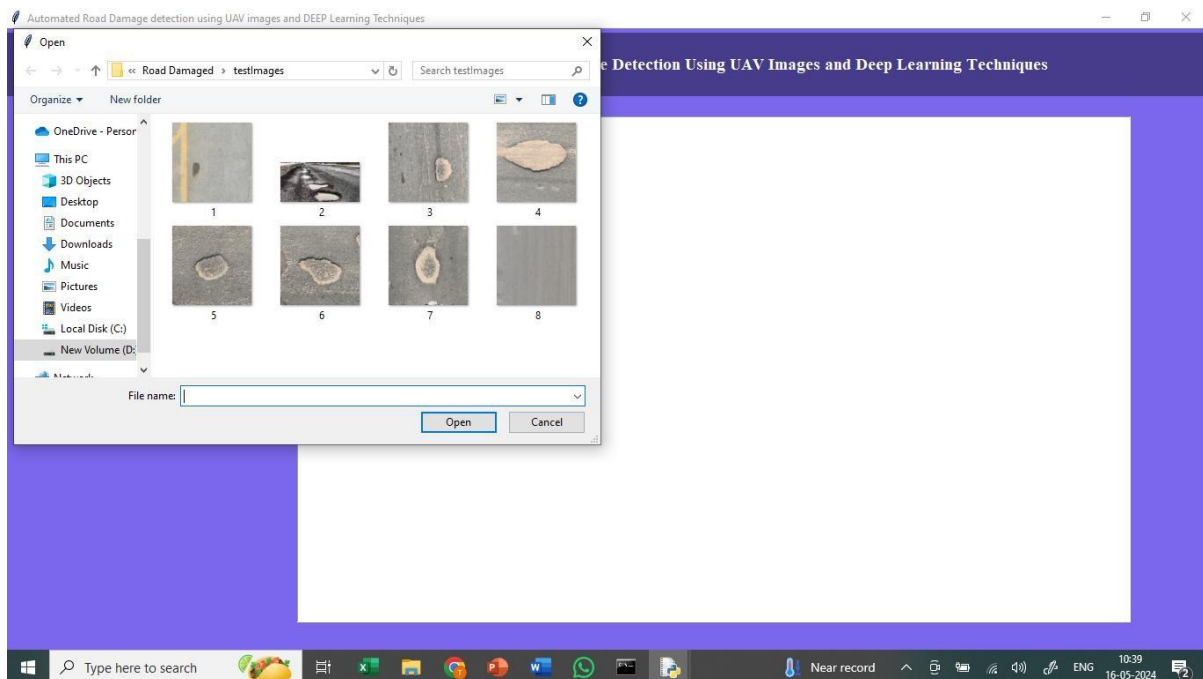 Automated Road Damage detection using UAV images and DEEP Learning Techniques
Open
e Detection Using UAV Images and Deep Learning Techniques
« Road Damaged › testImages
Search testImages
Organize
New folder
OneDrive - Person
This PC
3D Objects
Desktop
Documents
Downloads
Music
Pictures
Videos
Local Disk (C:)
New Volume (D:
1
2
3
4
5
6
7
8
File name:
Open
Cancel
Type here to search
Near record
ENG
10:39
16-05-2024
2